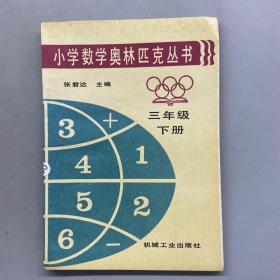 小学数学奥林匹克丛书
张君达 主编
三年级
下册
3 + 1
4
5 2
6 −
机械工业出版社